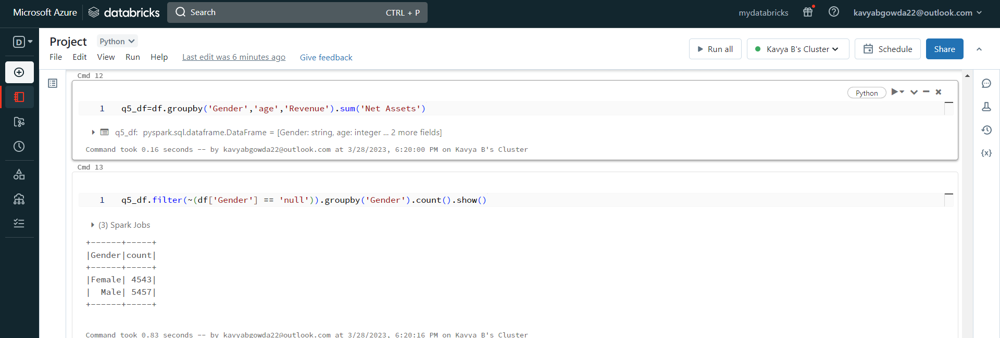 Microsoft Azure databricks Search CTRL + P mydatabricks kavyabgowda22@outlook.com
D
Project Python
File Edit View Run Help Last edit was 6 minutes ago Give feedback
Run all Kavya B's Cluster Schedule Share
Cmd 12
Python
1 q5_df=df.groupby('Gender','age','Revenue').sum('Net Assets')
q5_df: pyspark.sql.dataframe.DataFrame = [Gender: string, age: integer ... 2 more fields]
Command took 0.16 seconds -- by kavyabgowda22@outlook.com at 3/28/2023, 6:20:00 PM on Kavya B's Cluster
{x}
Cmd 13
1 q5_df.filter(~(df['Gender'] == 'null')).groupby('Gender').count().show()
(3) Spark Jobs
+------+-----+
|Gender|count|
+------+-----+
|Female| 4543|
|  Male| 5457|
+------+-----+
Command took 0.83 seconds -- by kavyabgowda22@outlook.com at 3/28/2023, 6:20:16 PM on Kavya B's Cluster